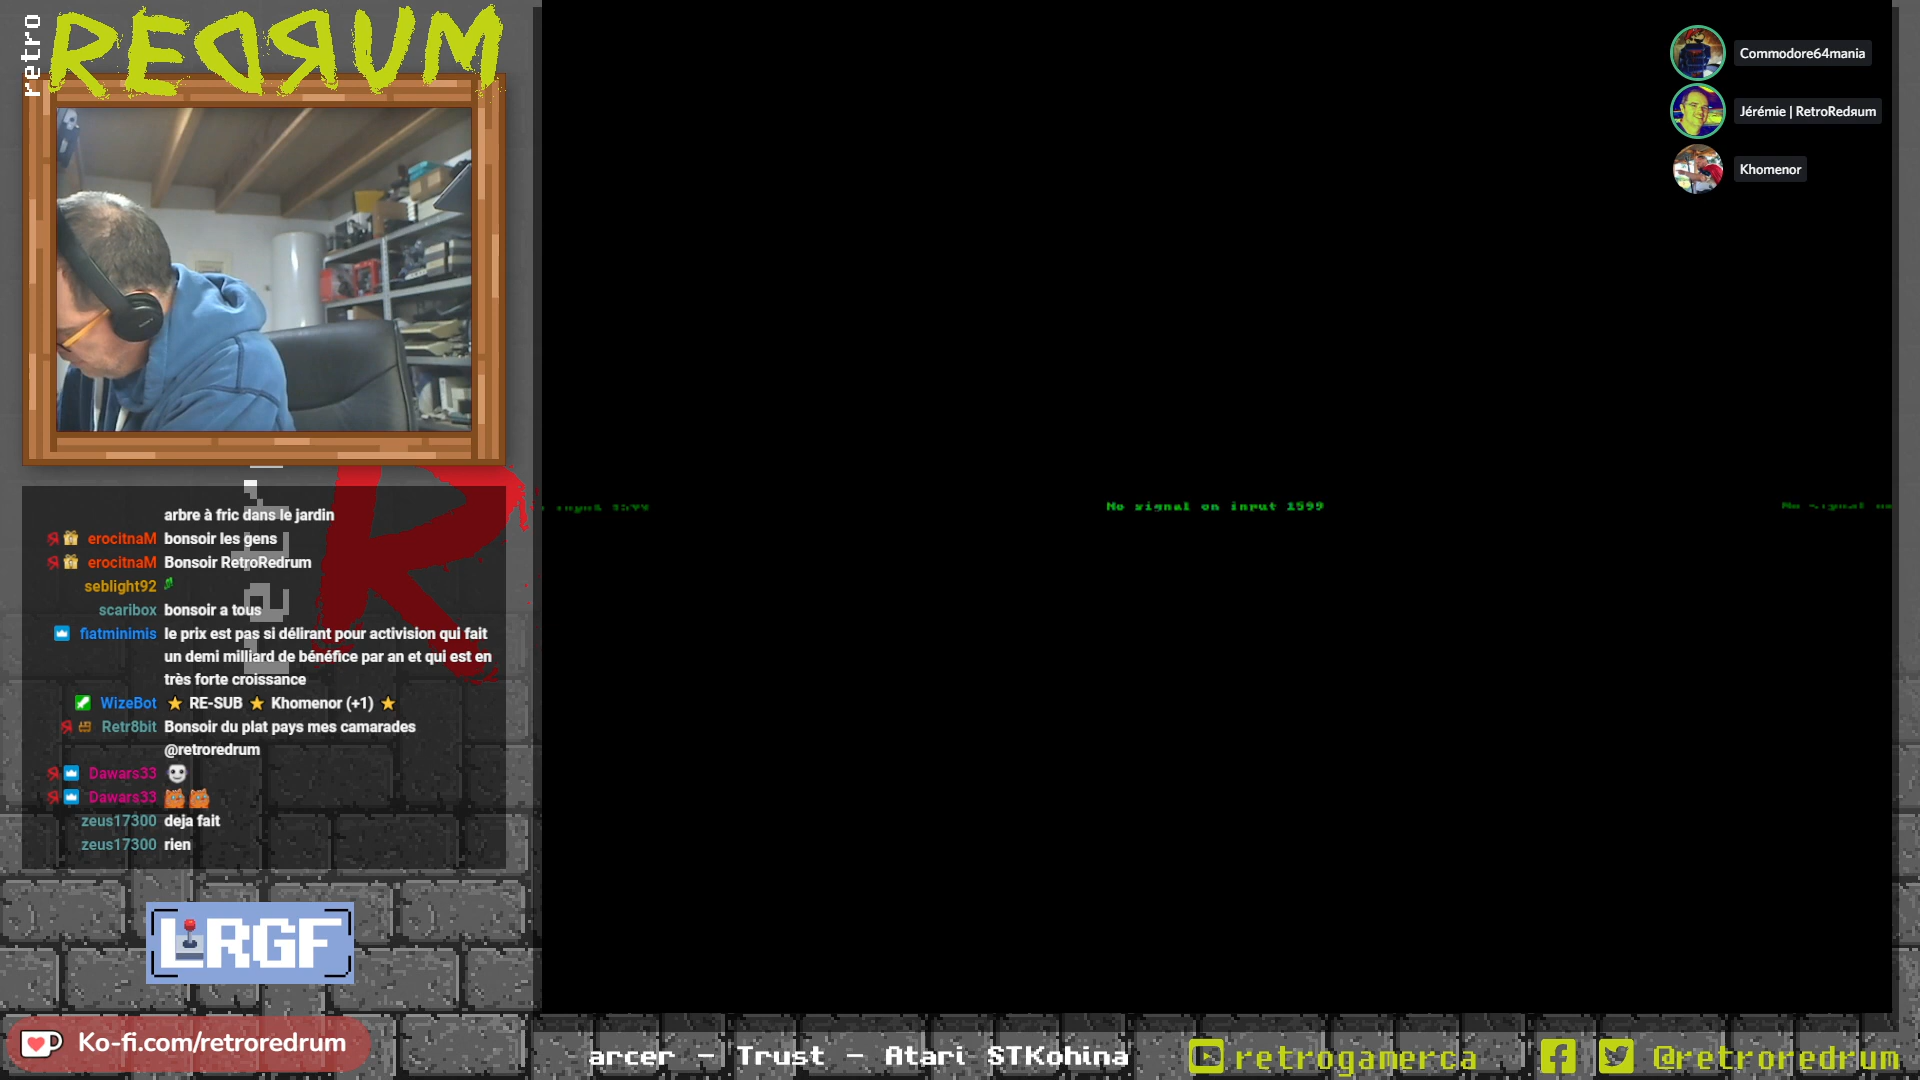 retro
REDRUM
Commodore64mania
Jérémie | RetroRedяum
Khomenor
No signal on input 1599
arbre à fric dans le jardin
erocitnaM bonsoir les gens
erocitnaM Bonsoir RetroRedrum
seblight92
scaribox bonsoir a tous
fiatminimis le prix est pas si délirant pour activision qui fait
un demi milliard de bénéfice par an et qui est en
très forte croissance
WizeBot RE-SUB Khomenor (+1)
Retr8bit Bonsoir du plat pays mes camarades
@retroredrum
Dawars33
Dawars33
zeus17300 deja fait
zeus17300 rien
LRGF
Ko-fi.com/retroredrum
arcer - Trust - Atari STKohina
retrogamerca
@retroredrum